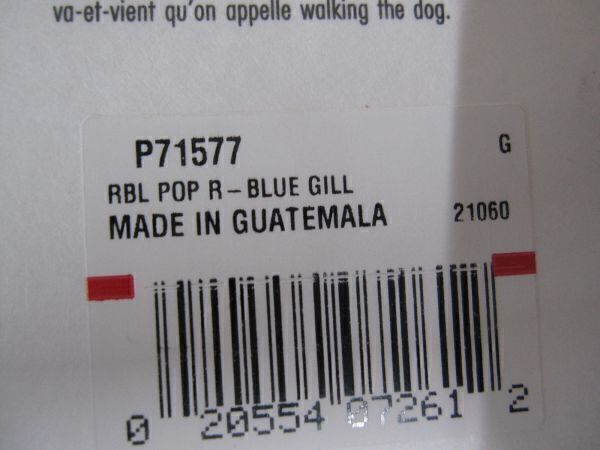 va-et-vient qu'on appelle walking the dog.
P71577 G
RBL POP R-BLUE GILL
MADE IN GUATEMALA 21060
0 20554 07261 2